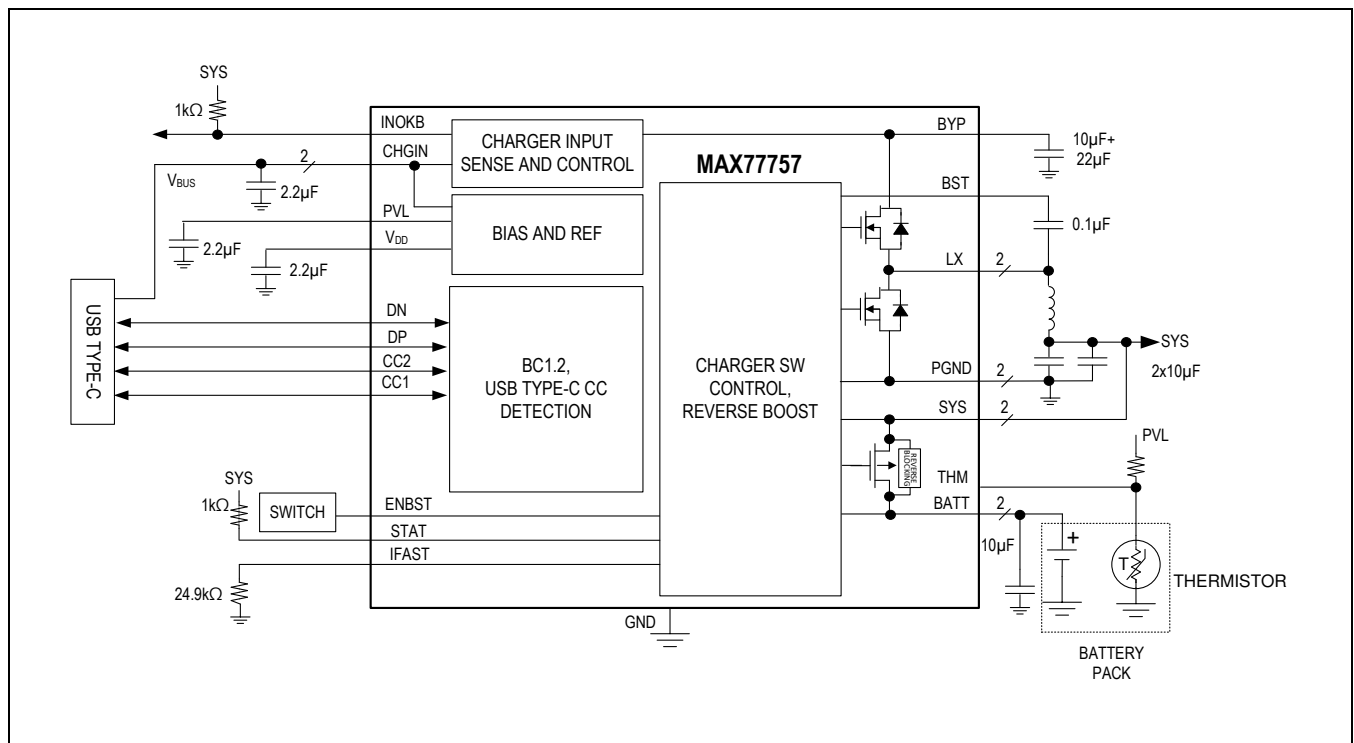 SYS
1kΩ
INOKB
CHGIN
2
VBUS
2.2µF
PVL
2.2µF
VDD
2.2µF
USB TYPE-C
DN
DP
CC2
CC1
SYS
1kΩ
SWITCH
ENBST
STAT
IFAST
24.9kΩ
CHARGER INPUT
SENSE AND CONTROL
BIAS AND REF
BC1.2,
USB TYPE-C CC
DETECTION
MAX77757
CHARGER SW
CONTROL,
REVERSE BOOST
REVERSE
BLOCKING
GND
BYP
10µF+
22µF
BST
0.1µF
LX
2
SYS
2x10µF
PGND
2
SYS
2
PVL
THM
BATT
2
10µF
+
T
THERMISTOR
BATTERY
PACK